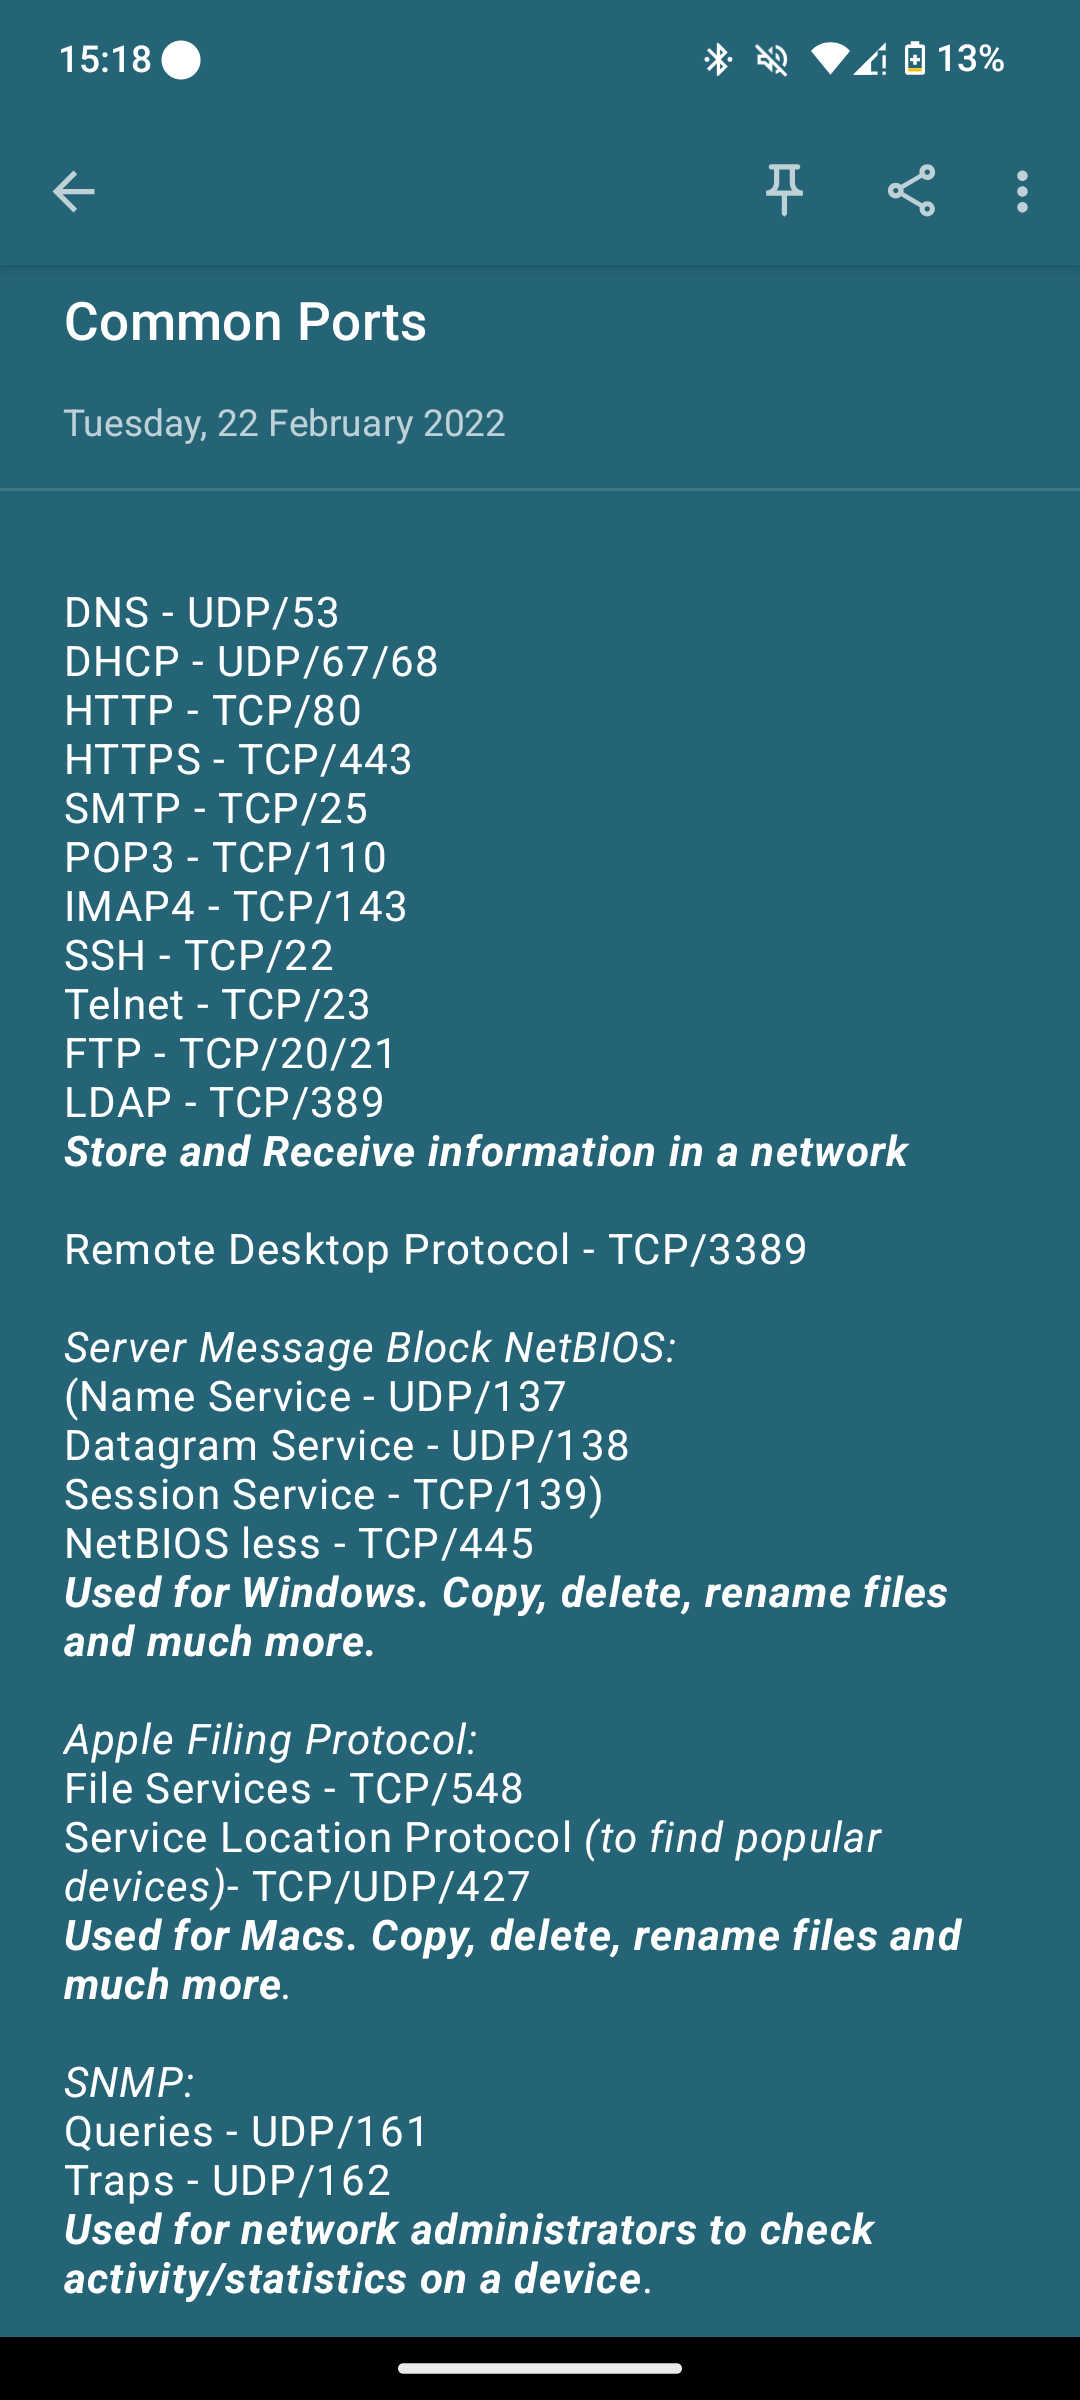 15:18
13%
Common Ports
Tuesday, 22 February 2022
DNS - UDP/53
DHCP - UDP/67/68
HTTP - TCP/80
HTTPS - TCP/443
SMTP - TCP/25
POP3 - TCP/110
IMAP4 - TCP/143
SSH - TCP/22
Telnet - TCP/23
FTP - TCP/20/21
LDAP - TCP/389
Store and Receive information in a network
Remote Desktop Protocol - TCP/3389
Server Message Block NetBIOS:
(Name Service - UDP/137
Datagram Service - UDP/138
Session Service - TCP/139)
NetBIOS less - TCP/445
Used for Windows. Copy, delete, rename files
and much more.
Apple Filing Protocol:
File Services - TCP/548
Service Location Protocol (to find popular
devices)- TCP/UDP/427
Used for Macs. Copy, delete, rename files and
much more.
SNMP:
Queries - UDP/161
Traps - UDP/162
Used for network administrators to check
activity/statistics on a device.